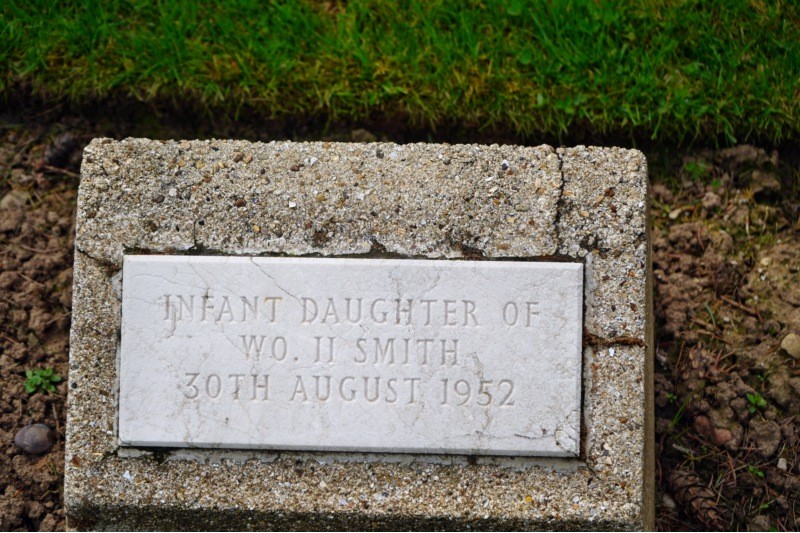 INFANT DAUGHTER OF
WO. II SMITH
30TH AUGUST 1952